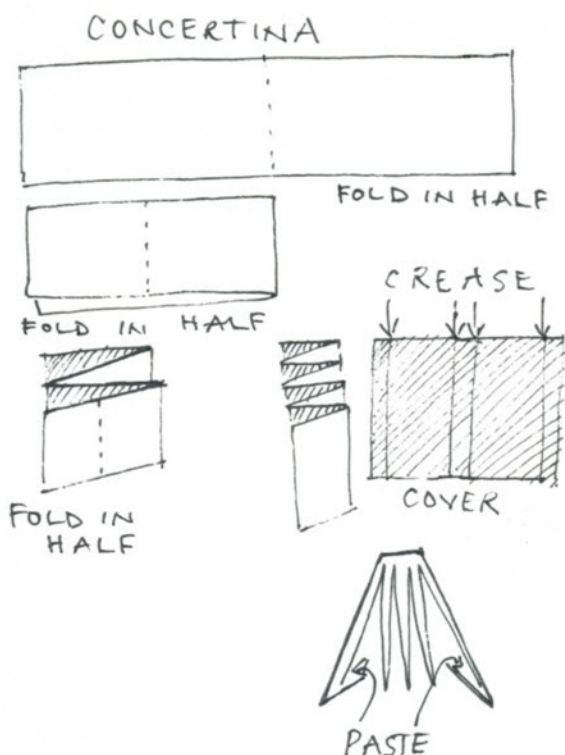 CONCERTINA
FOLD IN HALF
FOLD IN HALF
CREASE
FOLD IN
HALF
COVER
PASTE